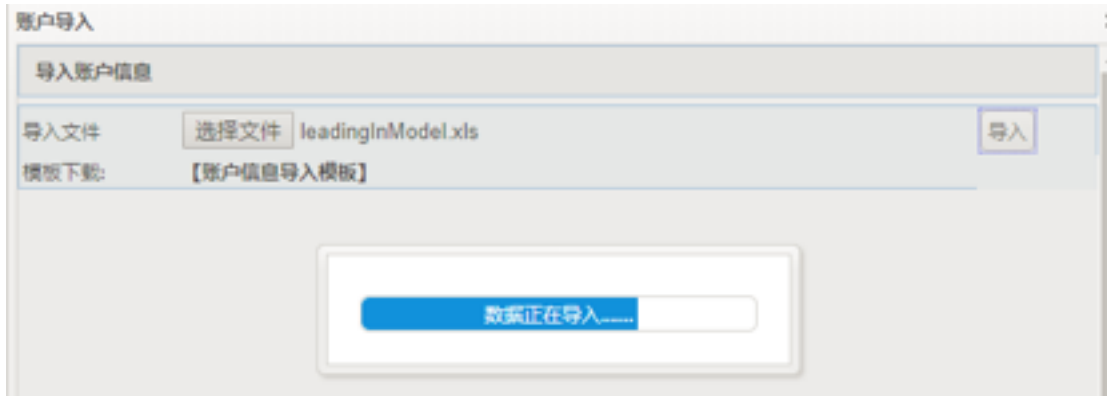 账户导入
导入账户信息
导入文件 选择文件 leadingInModel.xls 导入
模板下载: 【账户信息导入模板】
数据正在导入.......